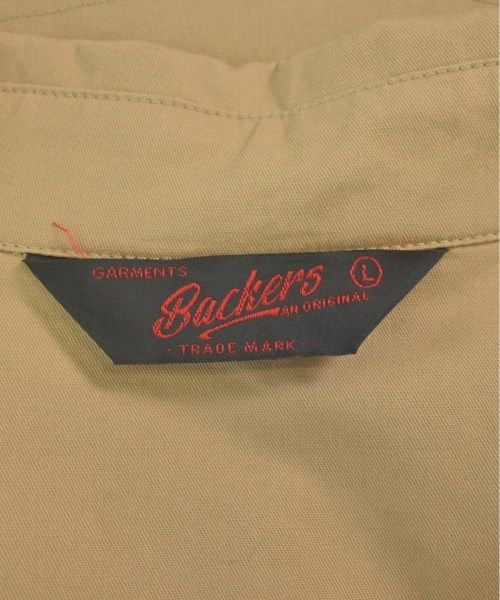 GARMENTS
L
Backers
AN ORIGINAL
- TRADE MARK -